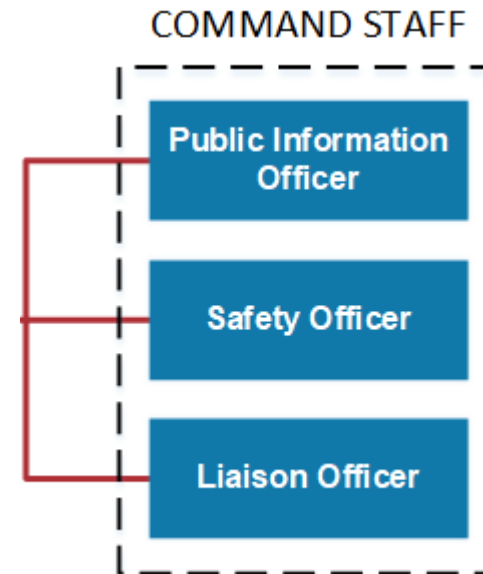 COMMAND STAFF
Public Information
Officer
Safety Officer
Liaison Officer